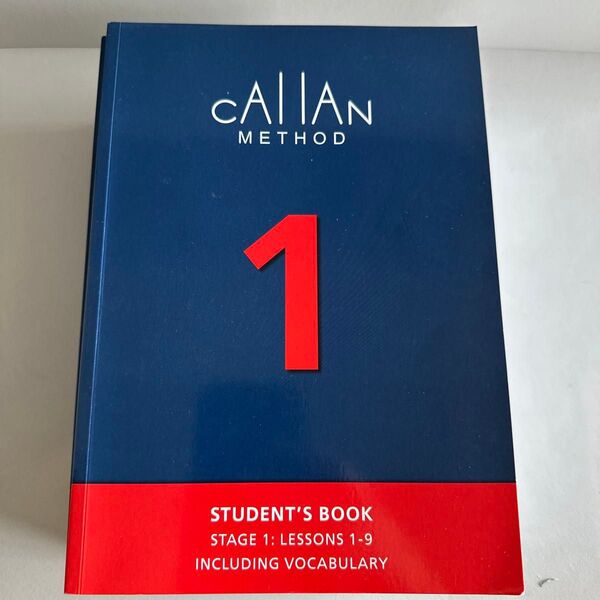 CALLAN
METHOD
1
STUDENT'S BOOK
STAGE 1: LESSONS 1-9
INCLUDING VOCABULARY